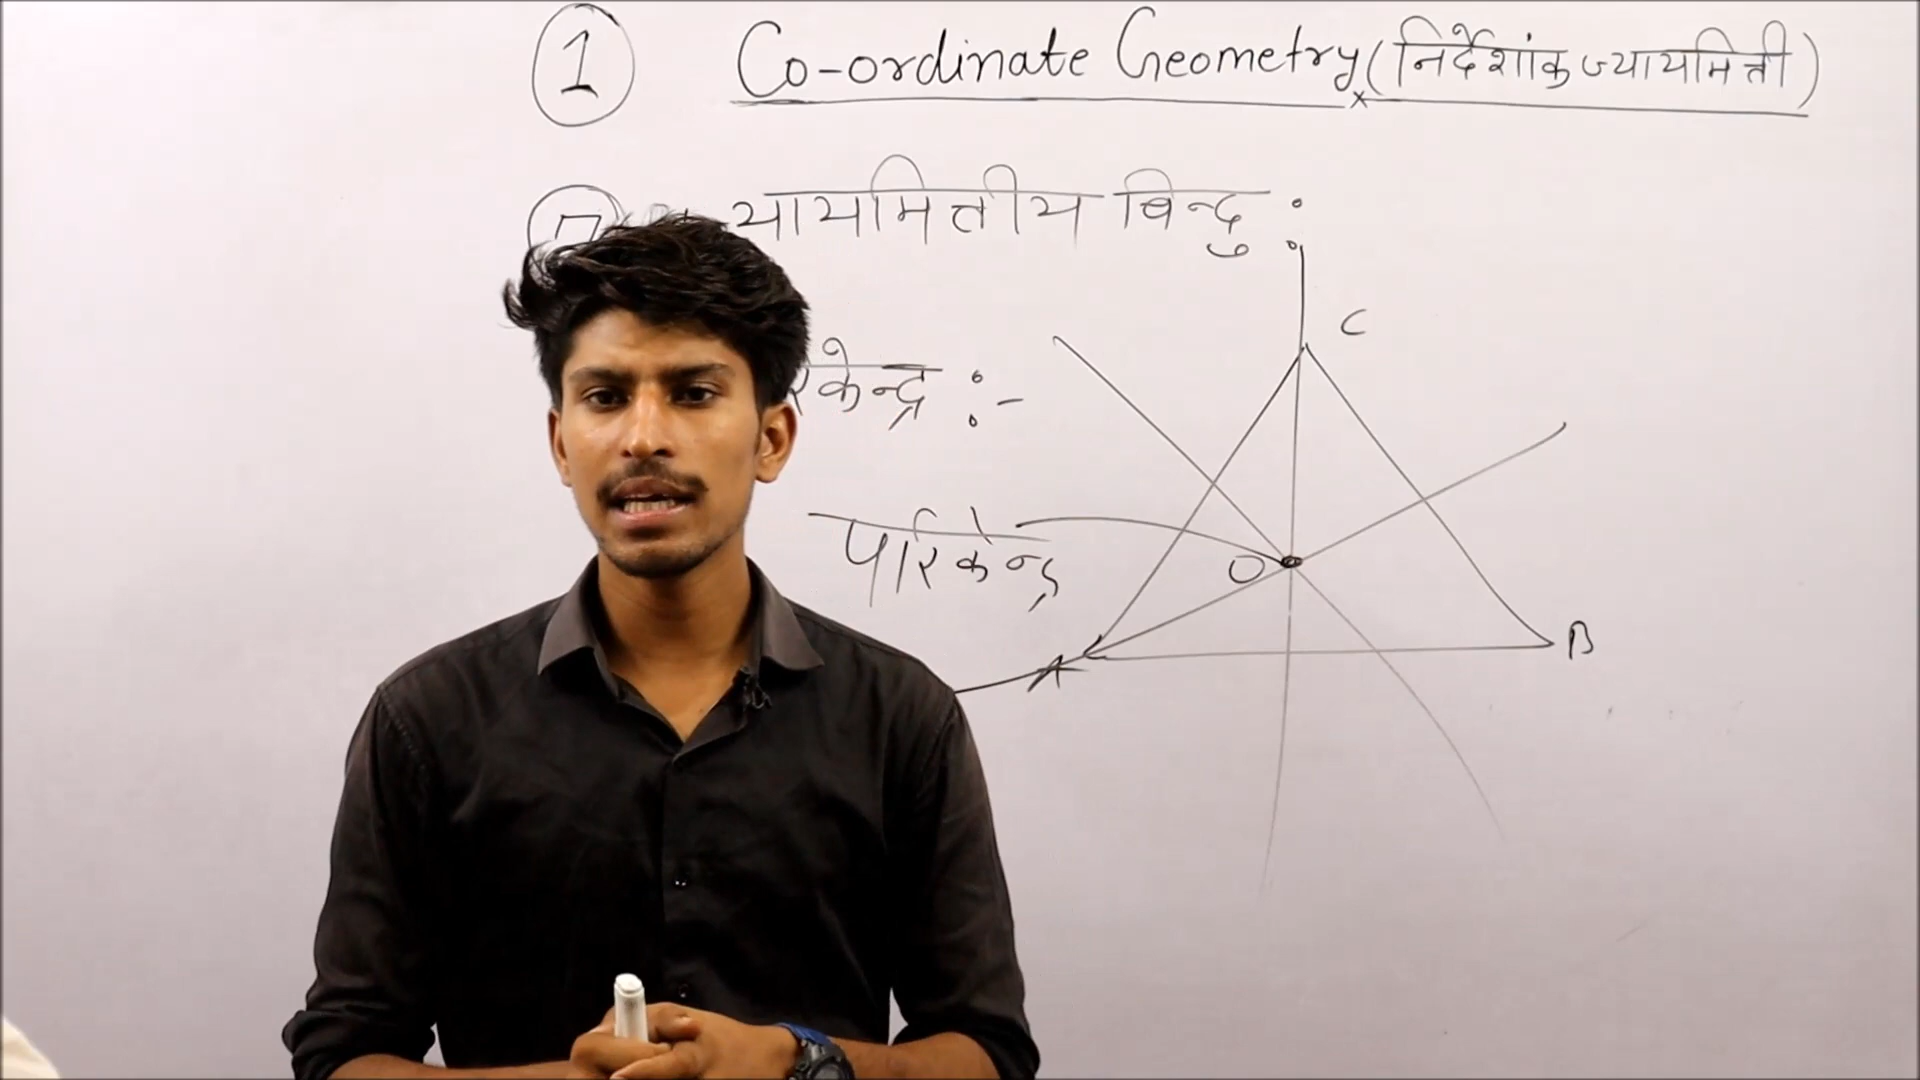 1 Co-ordinate Geometry (निर्देशांक ज्यायमिती)
बिन्दु :
C
:-
परिकेन्द्र
O
A
B